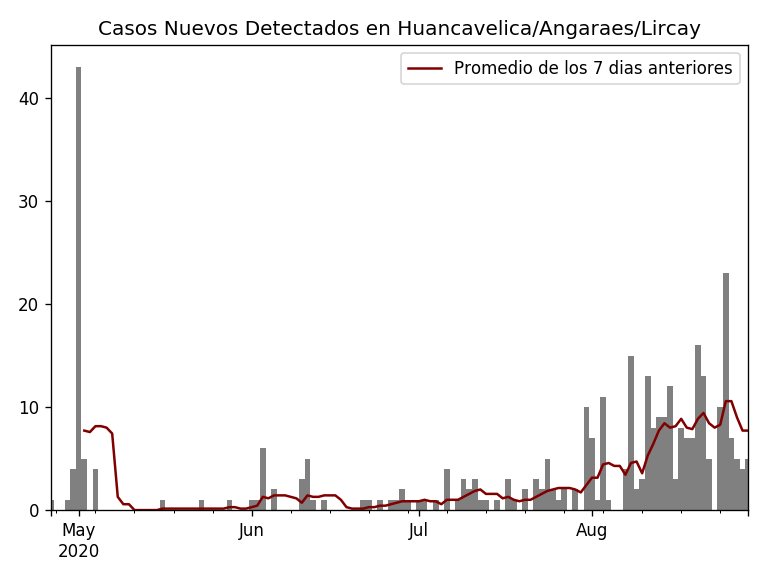 Casos Nuevos Detectados en Huancavelica/Angaraes/Lircay
Promedio de los 7 dias anteriores
40
30
20
10
0
May
2020
Jun
Jul
Aug